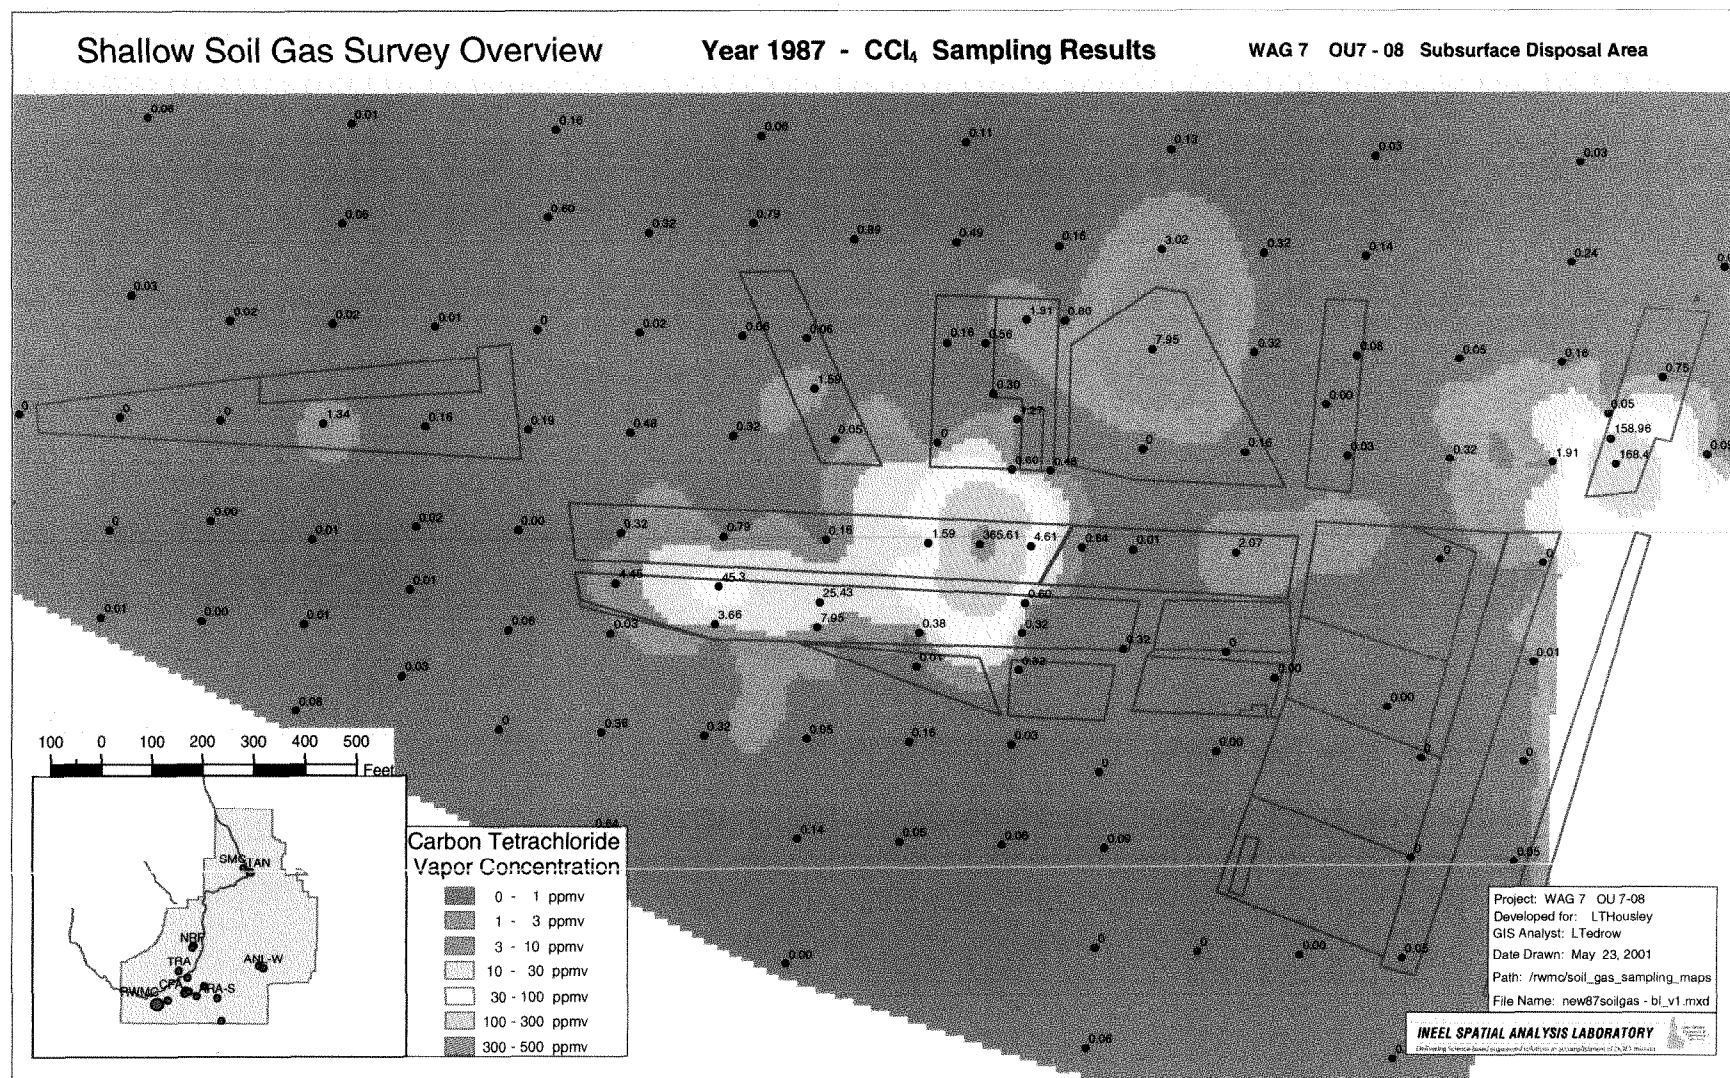 Shallow Soil Gas Survey Overview
Year 1987 - CCl₄ Sampling Results
WAG 7 OU7 - 08 Subsurface Disposal Area
0.06 0.01 0.16 0.06 0.11 0.13 0.03 0.03
0.06 0.60 0.32 0.79 0.89 0.49 0.16 3.02 0.32 0.14 0.24
0.03 0.02 0.02 0.01 0 0.02 0.06 0.06 0.16 0.56 1.91 0.80 7.95 0.32 0.08 0.05 0.16 0.75
1.59 0.30 0.00 0.05
0 0 0 1.34 0.16 0.19 0.48 0.32 0.05 0 1.27 0 0.16 0.03 0.32 1.91 158.96 168.4
0.60 0.48
0 0.00 0.01 0.02 0.00 0.32 0.79 0.16 1.59 365.61 4.61 0.64 0.01 2.07 0 0
0.01 4.45 45.3 25.43 0.60
0.01 0.00 0.01 0.06 0.03 3.66 7.95 0.38 0.32 0.32 0 0.01
0.03 0.01 0.32 0.00 0.00
0.08 0 0.36 0.32 0.05 0.16 0.03 0 0.00 0 0
0.64 0.14 0.05 0.06 0.09 0 0.05
0.00 0 0 0.00 0.05
0.06
100 0 100 200 300 400 500
Feet
SMC TAN
NRF
TRA
ANL-W
CFA
RWMC
ARA-S
Carbon Tetrachloride
Vapor Concentration
0 - 1 ppmv
1 - 3 ppmv
3 - 10 ppmv
10 - 30 ppmv
30 - 100 ppmv
100 - 300 ppmv
300 - 500 ppmv
Project: WAG 7 OU 7-08
Developed for: LTHousley
GIS Analyst: LTedrow
Date Drawn: May 23, 2001
Path: /rwmc/soil_gas_sampling_maps
File Name: new87soilgas - bl_v1.mxd
INEEL SPATIAL ANALYSIS LABORATORY